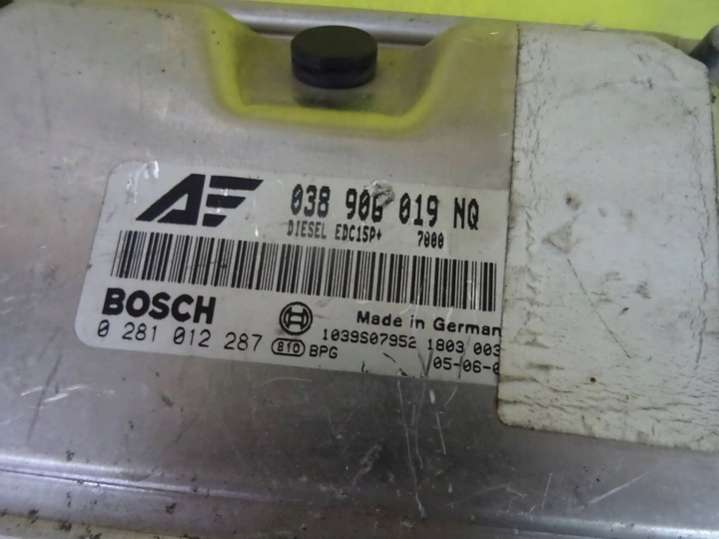 AF 038 906 019 NQ
DIESEL EDC15P+ 7000
BOSCH
Made in German
0 281 012 287 1039S07952 1803 003
810 BPG 05-06-0